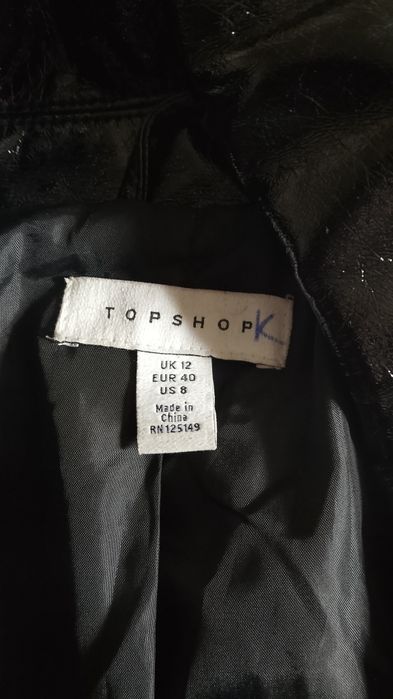 TOPSHOP K
UK 12
EUR 40
US 8
Made in
China
RN125149